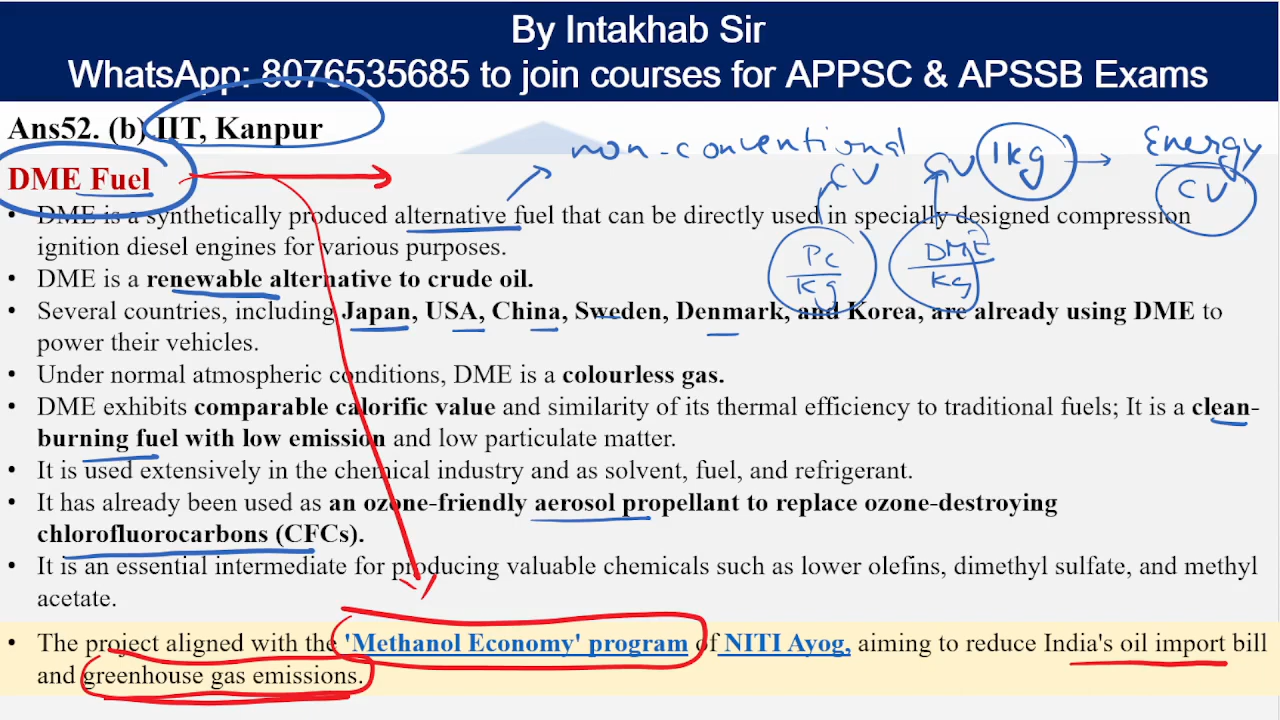 By Intakhab Sir
WhatsApp: 8076535685 to join courses for APPSC & APSSB Exams
Ans52. (b) IIT, Kanpur
non-conventional
CV
CV
1kg
Energy
CV
DME Fuel
• DME is a synthetically produced alternative fuel that can be directly used in specially designed compression
ignition diesel engines for various purposes.
Kg
DME
Kg
• DME is a renewable alternative to crude oil.
• Several countries, including Japan, USA, China, Sweden, Denmark, and Korea, are already using DME to
power their vehicles.
• Under normal atmospheric conditions, DME is a colourless gas.
• DME exhibits comparable calorific value and similarity of its thermal efficiency to traditional fuels; It is a clean-
burning fuel with low emission and low particulate matter.
• It is used extensively in the chemical industry and as solvent, fuel, and refrigerant.
• It has already been used as an ozone-friendly aerosol propellant to replace ozone-destroying
chlorofluorocarbons (CFCs).
• It is an essential intermediate for producing valuable chemicals such as lower olefins, dimethyl sulfate, and methyl
acetate.
• The project aligned with the 'Methanol Economy' program of NITI Ayog, aiming to reduce India's oil import bill
and greenhouse gas emissions.